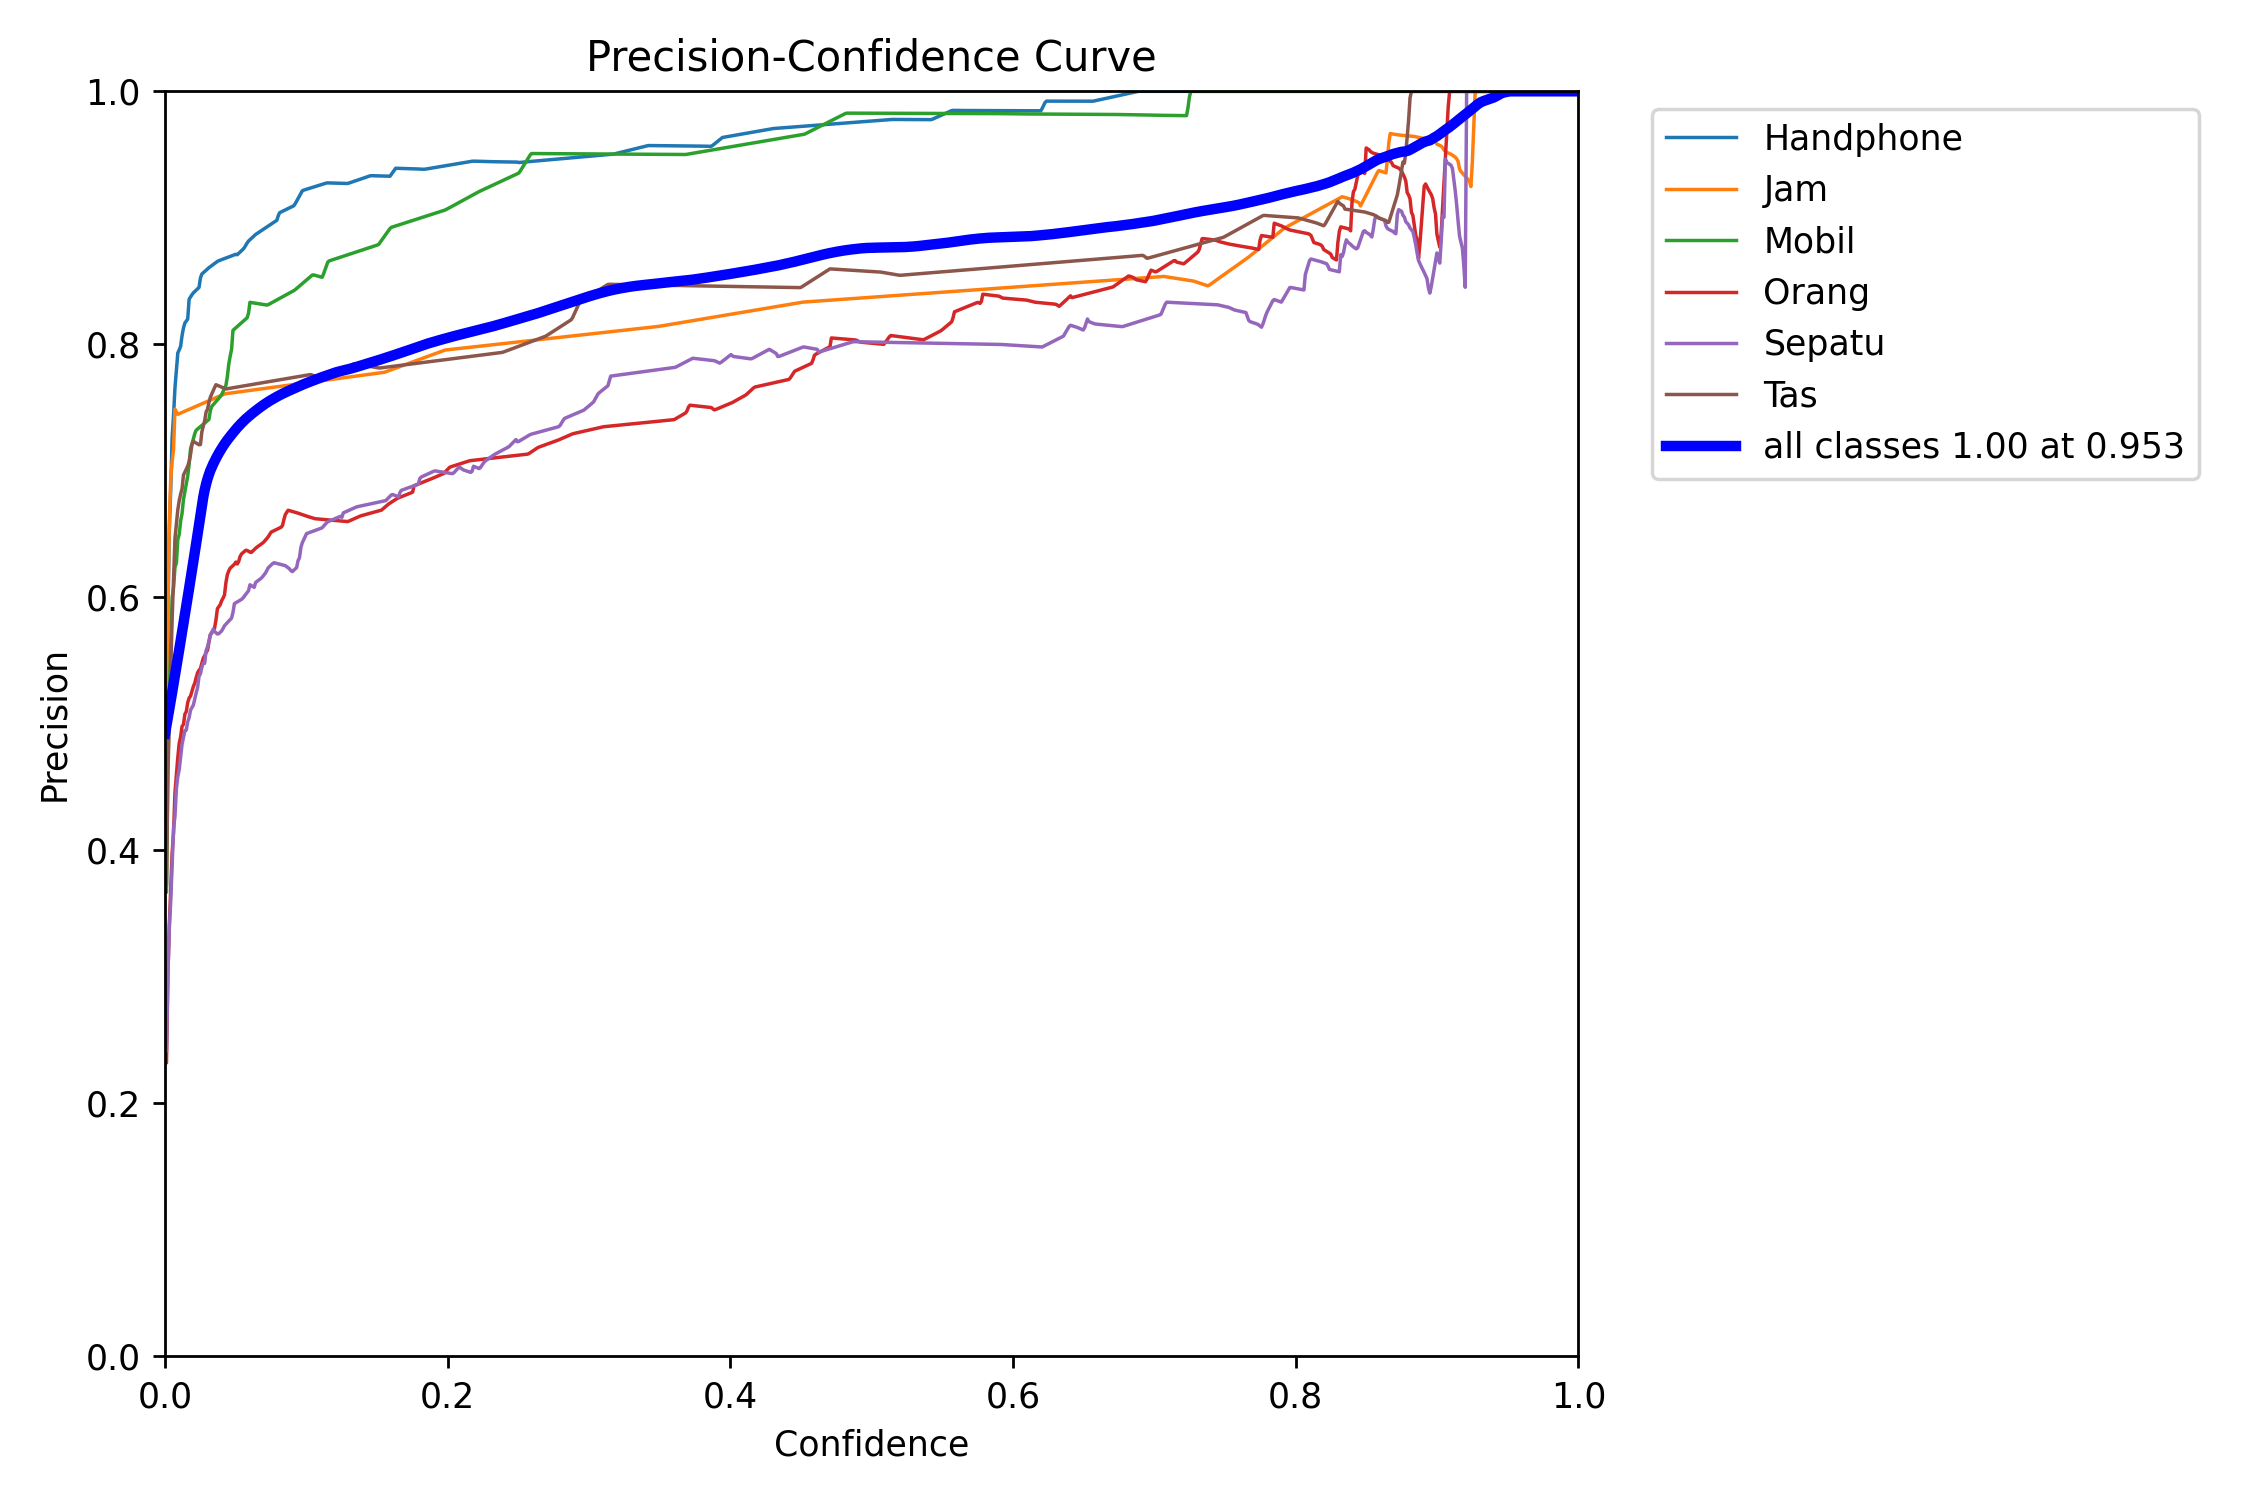 Precision-Confidence Curve
1.0
0.8
0.6
0.4
0.2
0.0
Precision
0.0 0.2 0.4 0.6 0.8 1.0
Confidence
Handphone
Jam
Mobil
Orang
Sepatu
Tas
all classes 1.00 at 0.953